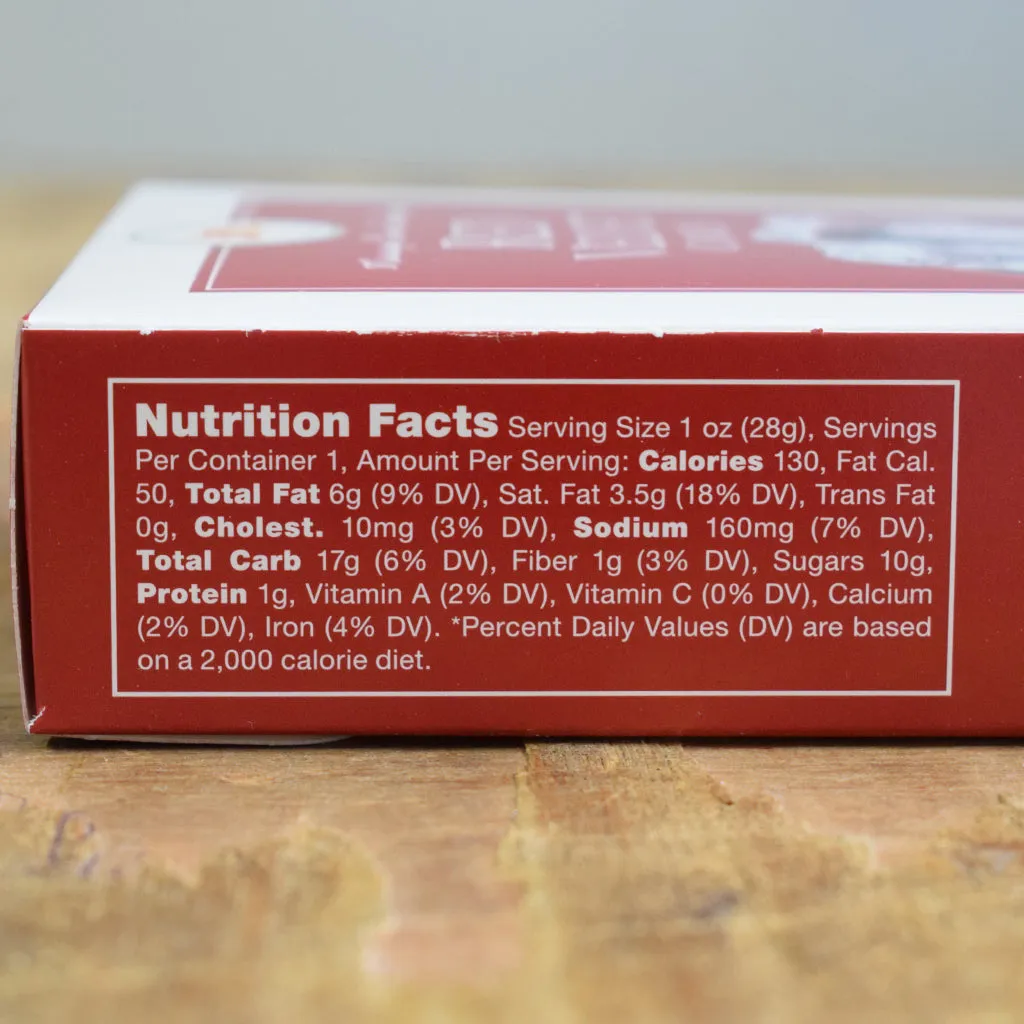 Nutrition Facts Serving Size 1 oz (28g), Servings
Per Container 1, Amount Per Serving: Calories 130, Fat Cal.
50, Total Fat 6g (9% DV), Sat. Fat 3.5g (18% DV), Trans Fat
0g, Cholest. 10mg (3% DV), Sodium 160mg (7% DV),
Total Carb 17g (6% DV), Fiber 1g (3% DV), Sugars 10g,
Protein 1g, Vitamin A (2% DV), Vitamin C (0% DV), Calcium
(2% DV), Iron (4% DV). *Percent Daily Values (DV) are based
on a 2,000 calorie diet.